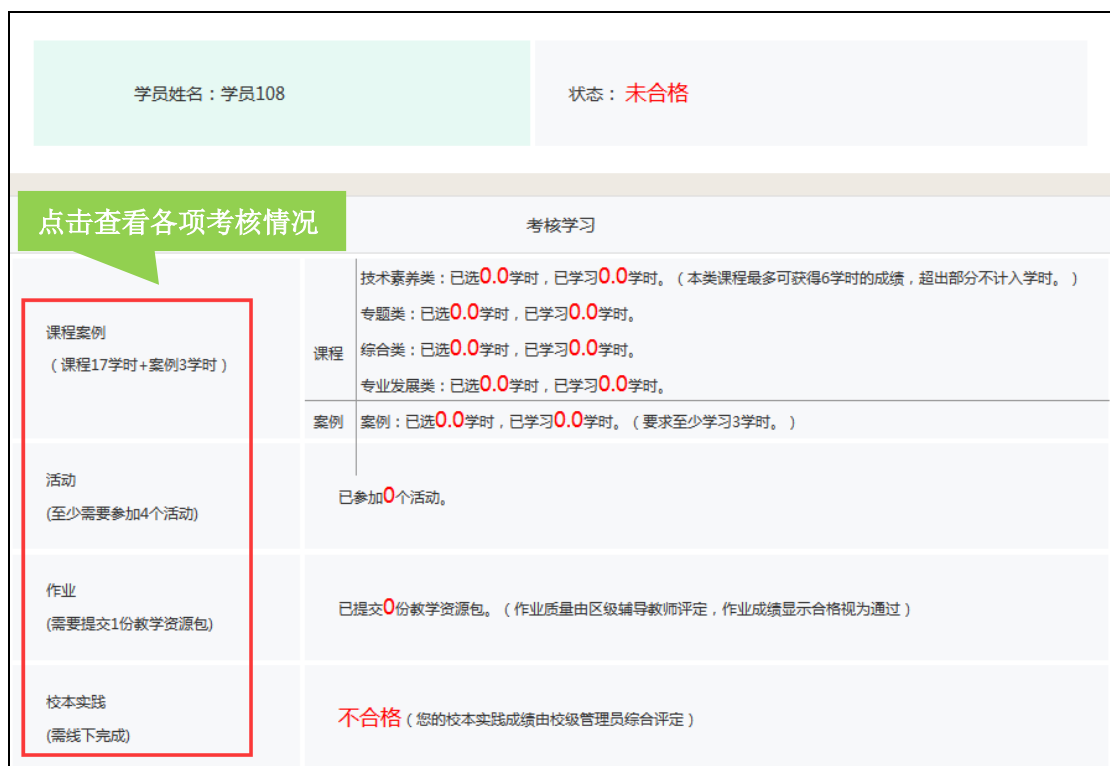 学员姓名：学员108
状态： 未合格
点击查看各项考核情况
考核学习
课程案例
（课程17学时+案例3学时）
课程
技术素养类：已选0.0学时，已学习0.0学时。（本类课程最多可获得6学时的成绩，超出部分不计入学时。）
专题类：已选0.0学时，已学习0.0学时。
综合类：已选0.0学时，已学习0.0学时。
专业发展类：已选0.0学时，已学习0.0学时。
案例
案例：已选0.0学时，已学习0.0学时。（要求至少学习3学时。）
活动
(至少需要参加4个活动)
已参加0个活动。
作业
(需要提交1份教学资源包)
已提交0份教学资源包。（作业质量由区级辅导教师评定，作业成绩显示合格视为通过）
校本实践
(需线下完成)
不合格（您的校本实践成绩由校级管理员综合评定）